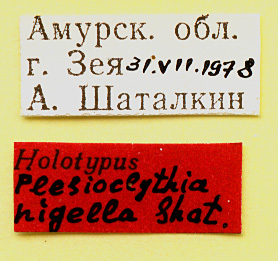 Амурск. обл.
г. Зея 31.VII.1978
А. Шаталкин
Holotypus
Plesioclythia
nigella Shat.